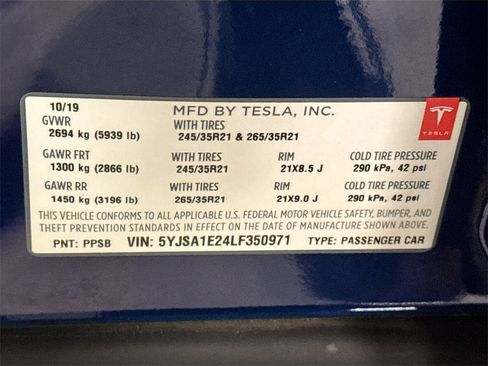 10/19 MFD BY TESLA, INC.
GVWR WITH TIRES
2694 kg (5939 lb) 245/35R21 & 265/35R21
TESLA
GAWR FRT WITH TIRES RIM COLD TIRE PRESSURE
1300 kg (2866 lb) 245/35R21 21X8.5 J 290 kPa, 42 psi
GAWR RR WITH TIRES RIM COLD TIRE PRESSURE
1450 kg (3196 lb) 265/35R21 21X9.0 J 290 kPa, 42 psi
THIS VEHICLE CONFORMS TO ALL APPLICABLE U.S. FEDERAL MOTOR VEHICLE SAFETY, BUMPER, AND
THEFT PREVENTION STANDARDS IN EFFECT ON THE DATE OF MANUFACTURE SHOWN ABOVE.
PNT: PPSB VIN: 5YJSA1E24LF350971 TYPE: PASSENGER CAR